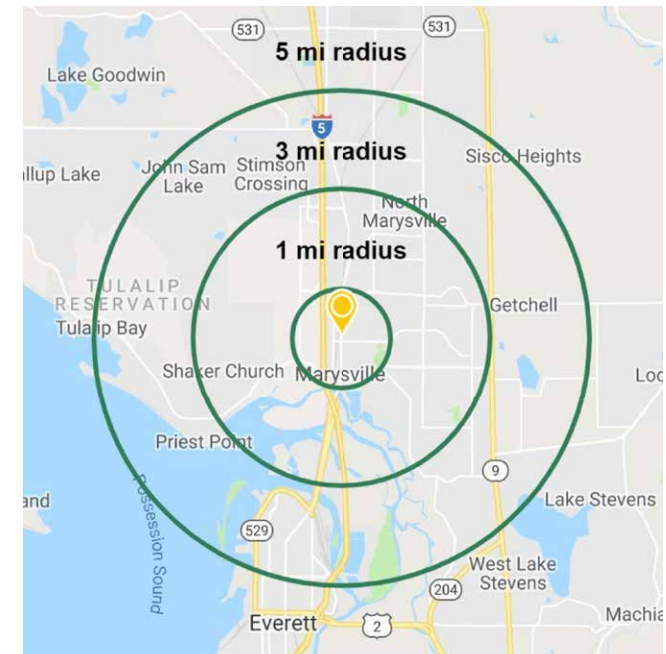 531
531
5 mi radius
Lake Goodwin
5
3 mi radius
Sisco Heights
John Sam
Lake
Stimson
Crossing
llup Lake
North
Marysville
1 mi radius
TULALIP
RESERVATION
Tulalip Bay
Getchell
Shaker Church
Marysville
Loc
Priest Point
9
Possession Sound
and
Lake Stevens
529
West Lake
Stevens
204
Everett
2
Machia